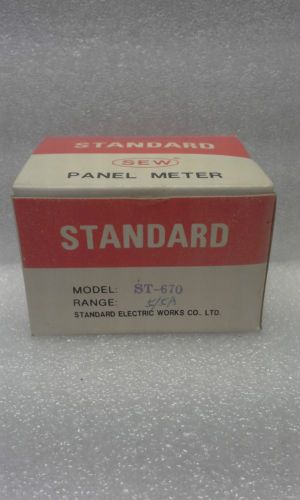 STANDARD
SEW
PANEL METER
STANDARD
MODEL: ST-670
RANGE:
STANDARD ELECTRIC WORKS CO., LTD.